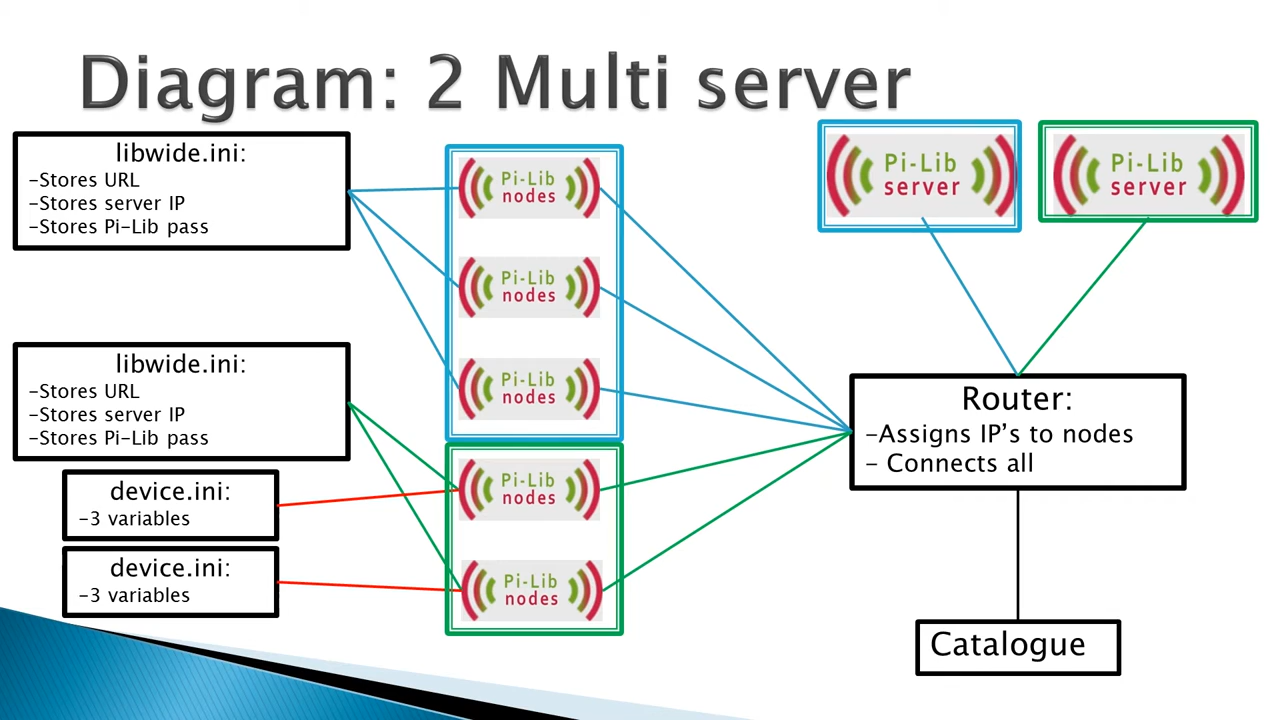 Diagram: 2 Multi server
libwide.ini:
-Stores URL
-Stores server IP
-Stores Pi-Lib pass
libwide.ini:
-Stores URL
-Stores server IP
-Stores Pi-Lib pass
device.ini:
-3 variables
device.ini:
-3 variables
Pi-Lib
nodes
Pi-Lib
nodes
Pi-Lib
nodes
Pi-Lib
nodes
Pi-Lib
nodes
Pi-Lib
server
Pi-Lib
server
Router:
-Assigns IP’s to nodes
- Connects all
Catalogue